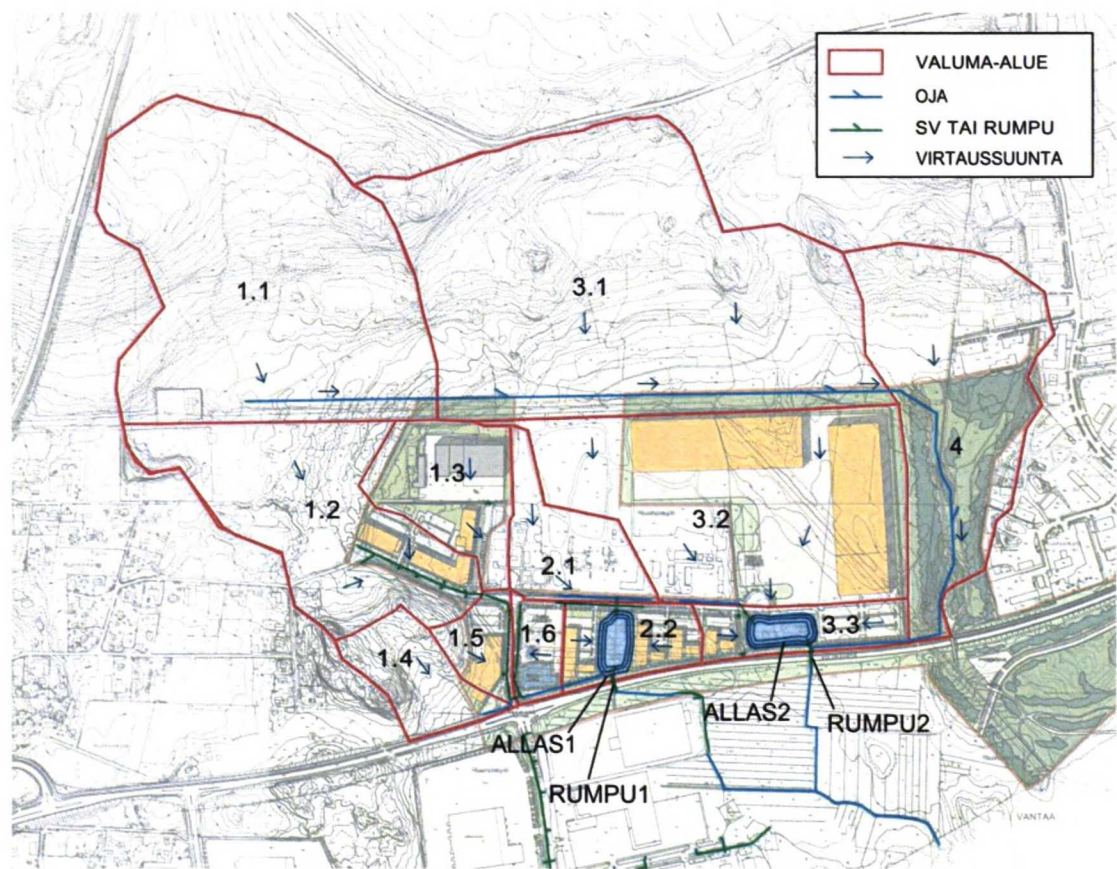 VALUMA-ALUE
OJA
SV TAI RUMPU
VIRTAUSSUUNTA
1.1
3.1
1.3
4
1.2
3.2
2.1
1.5
1.6
2.2
3.3
1.4
ALLAS1
ALLAS2
RUMPU2
RUMPU1
VANTAA